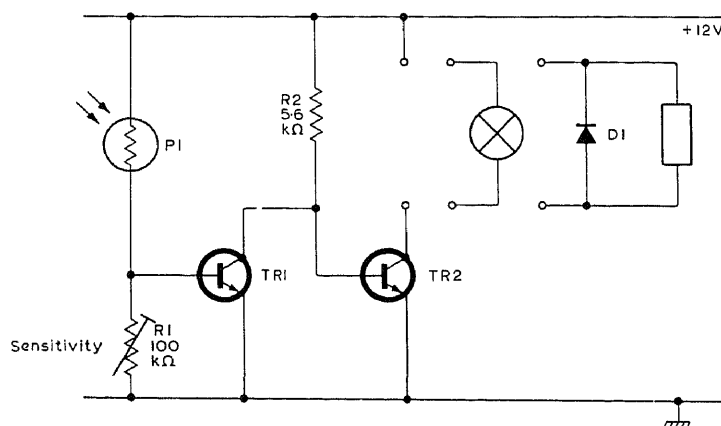 +12V
R2
5·6
kΩ
P1
D1
TR1
TR2
Sensitivity
R1
100
kΩ